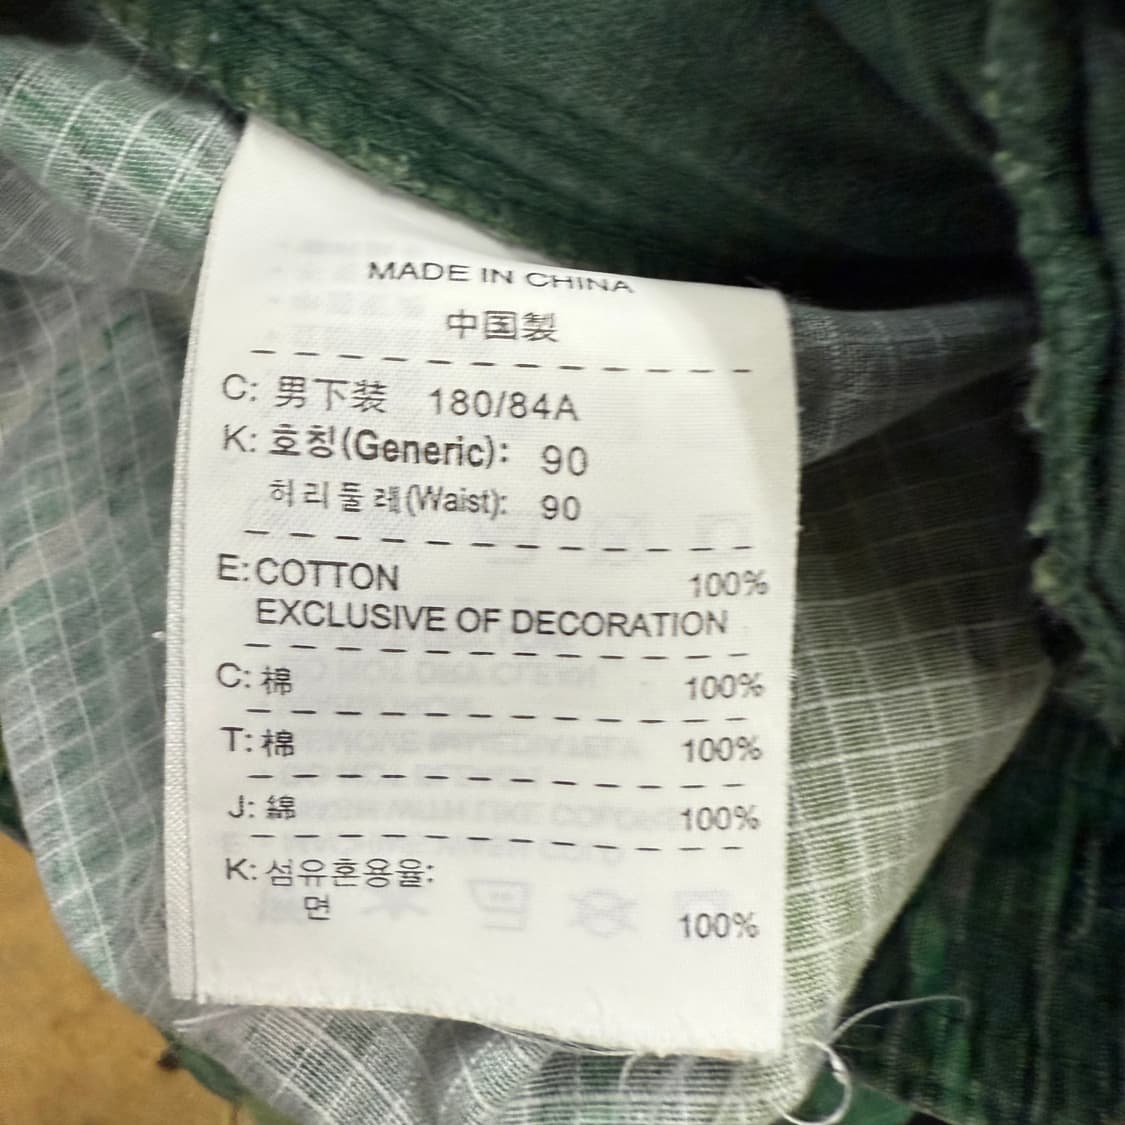 MADE IN CHINA
中国製
C: 男下装 180/84A
K: 호칭(Generic): 90
허리둘레(Waist): 90
E: COTTON 100%
EXCLUSIVE OF DECORATION
C: 棉 100%
T: 棉 100%
J: 綿 100%
K: 섬유혼용율:
면 100%